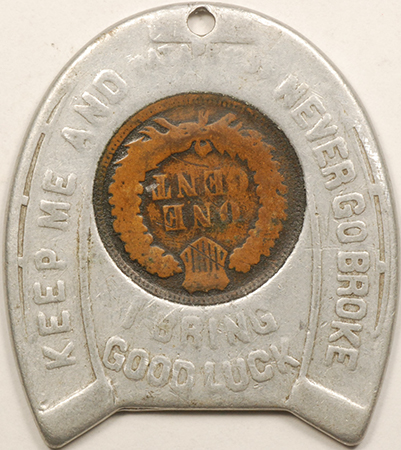 KEEP ME AND NEVER GO BROKE
ONE
CENT
I BRING
GOOD LUCK